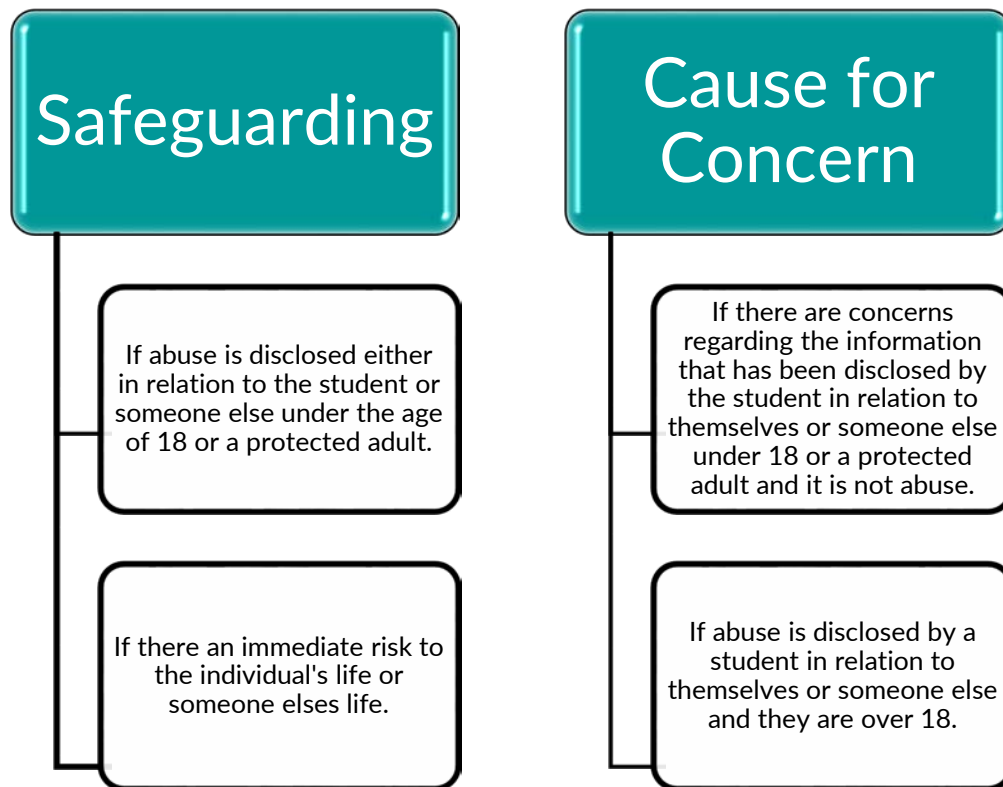 Safeguarding
If abuse is disclosed either
in relation to the student or
someone else under the age
of 18 or a protected adult.
If there an immediate risk to
the individual's life or
someone elses life.
Cause for
Concern
If there are concerns
regarding the information
that has been disclosed by
the student in relation to
themselves or someone else
under 18 or a protected
adult and it is not abuse.
If abuse is disclosed by a
student in relation to
themselves or someone else
and they are over 18.